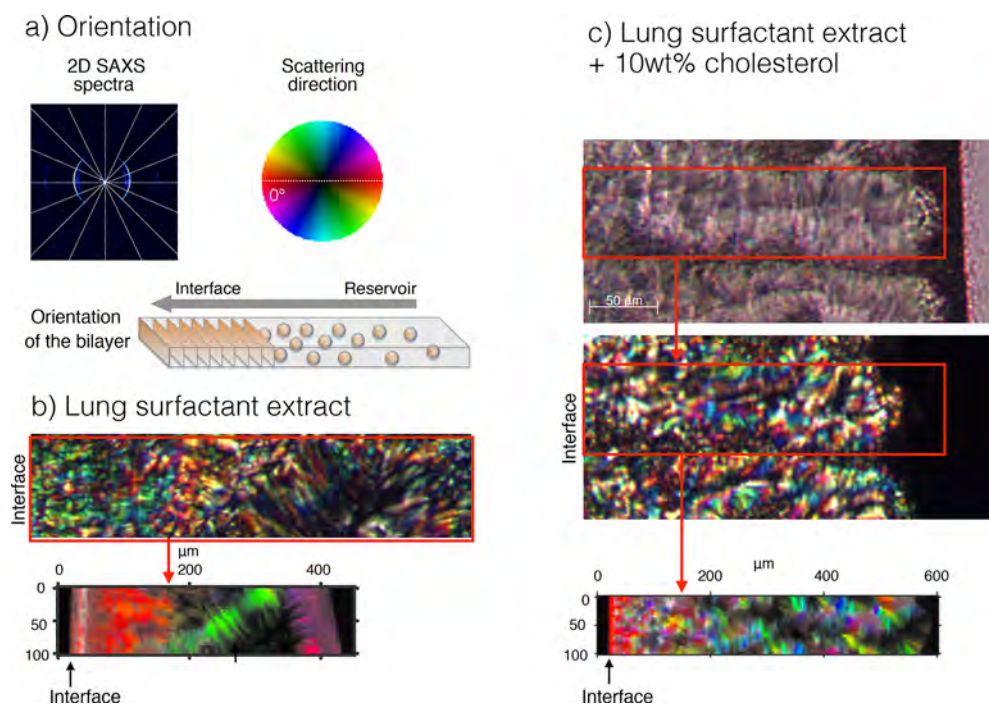 a) Orientation
2D SAXS
spectra
Scattering
direction
0°
Interface
Reservoir
Orientation
of the bilayer
b) Lung surfactant extract
Interface
µm
0
200
400
0
50
100
Interface
c) Lung surfactant extract
+ 10wt% cholesterol
50 µm
Interface
µm
0
200
400
600
0
50
100
Interface